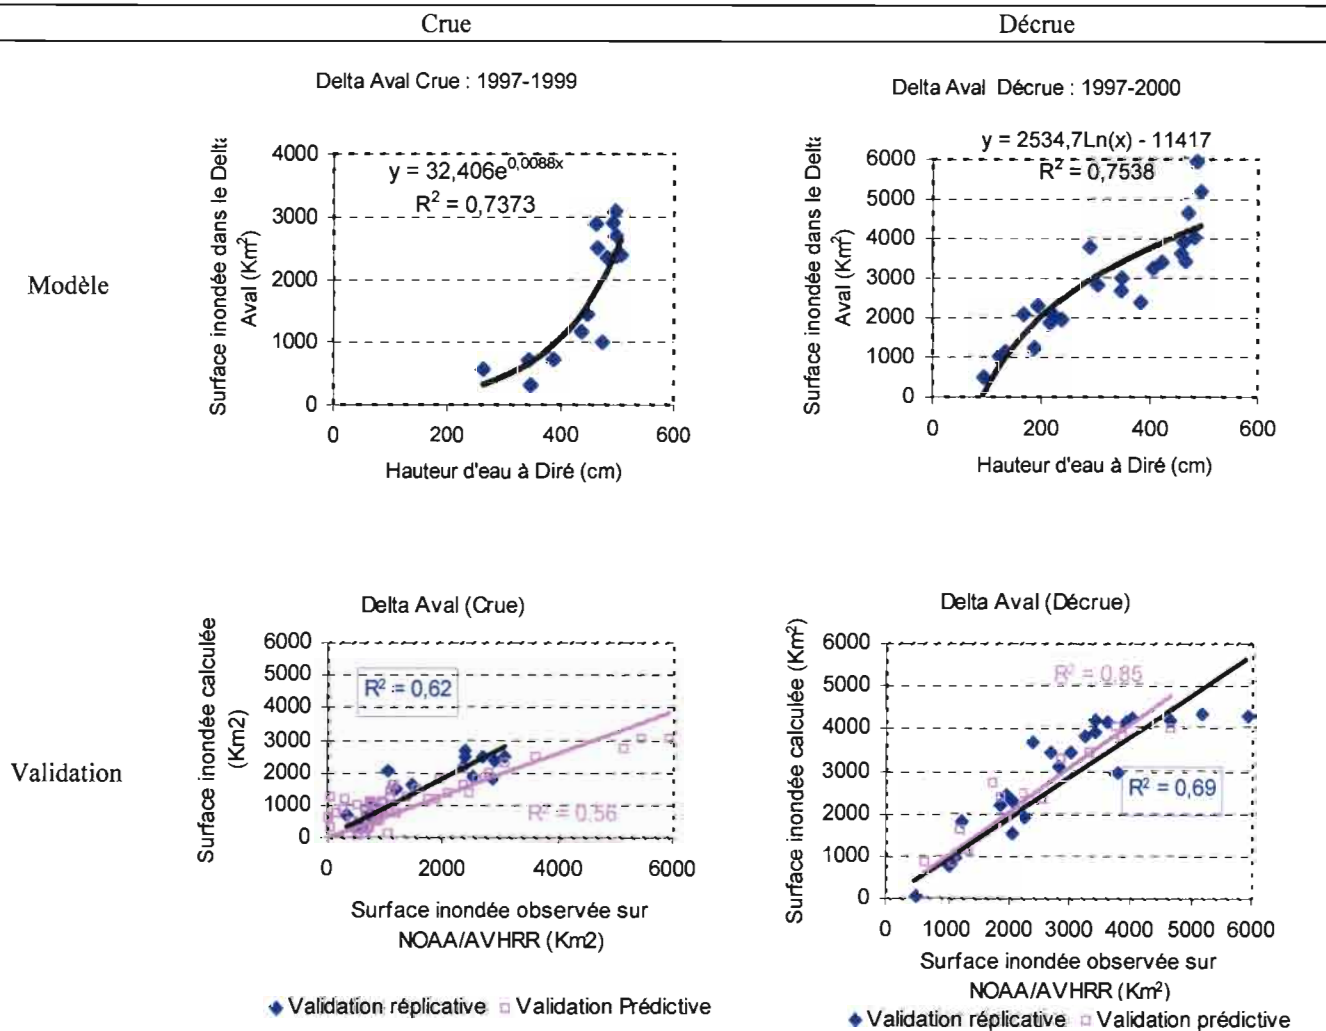 Crue
Décrue
Modèle
Delta Aval Crue : 1997-1999
Surface inondée dans le Delta
Aval (Km²)
4000
3000
2000
1000
0
y = 32,406e^0,0088x
R² = 0,7373
0 200 400 600
Hauteur d'eau à Diré (cm)
Delta Aval Décrue : 1997-2000
y = 2534,7Ln(x) - 11417
R² = 0,7538
Surface inondée dans le Delta
Aval (Km²)
6000
5000
4000
3000
2000
1000
0
0 200 400 600
Hauteur d'eau à Diré (cm)
Validation
Delta Aval (Crue)
Surface inondée calculée
(Km2)
6000
5000
4000
3000
2000
1000
0
R² = 0,62
R² = 0,56
0 2000 4000 6000
Surface inondée observée sur
NOAA/AVHRR (Km2)
Validation réplicative Validation Prédictive
Delta Aval (Décrue)
Surface inondée calculée (Km²)
6000
5000
4000
3000
2000
1000
0
R² = 0,85
R² = 0,69
0 1000 2000 3000 4000 5000 6000
Surface inondée observée sur
NOAA/AVHRR (Km²)
Validation réplicative Validation prédictive